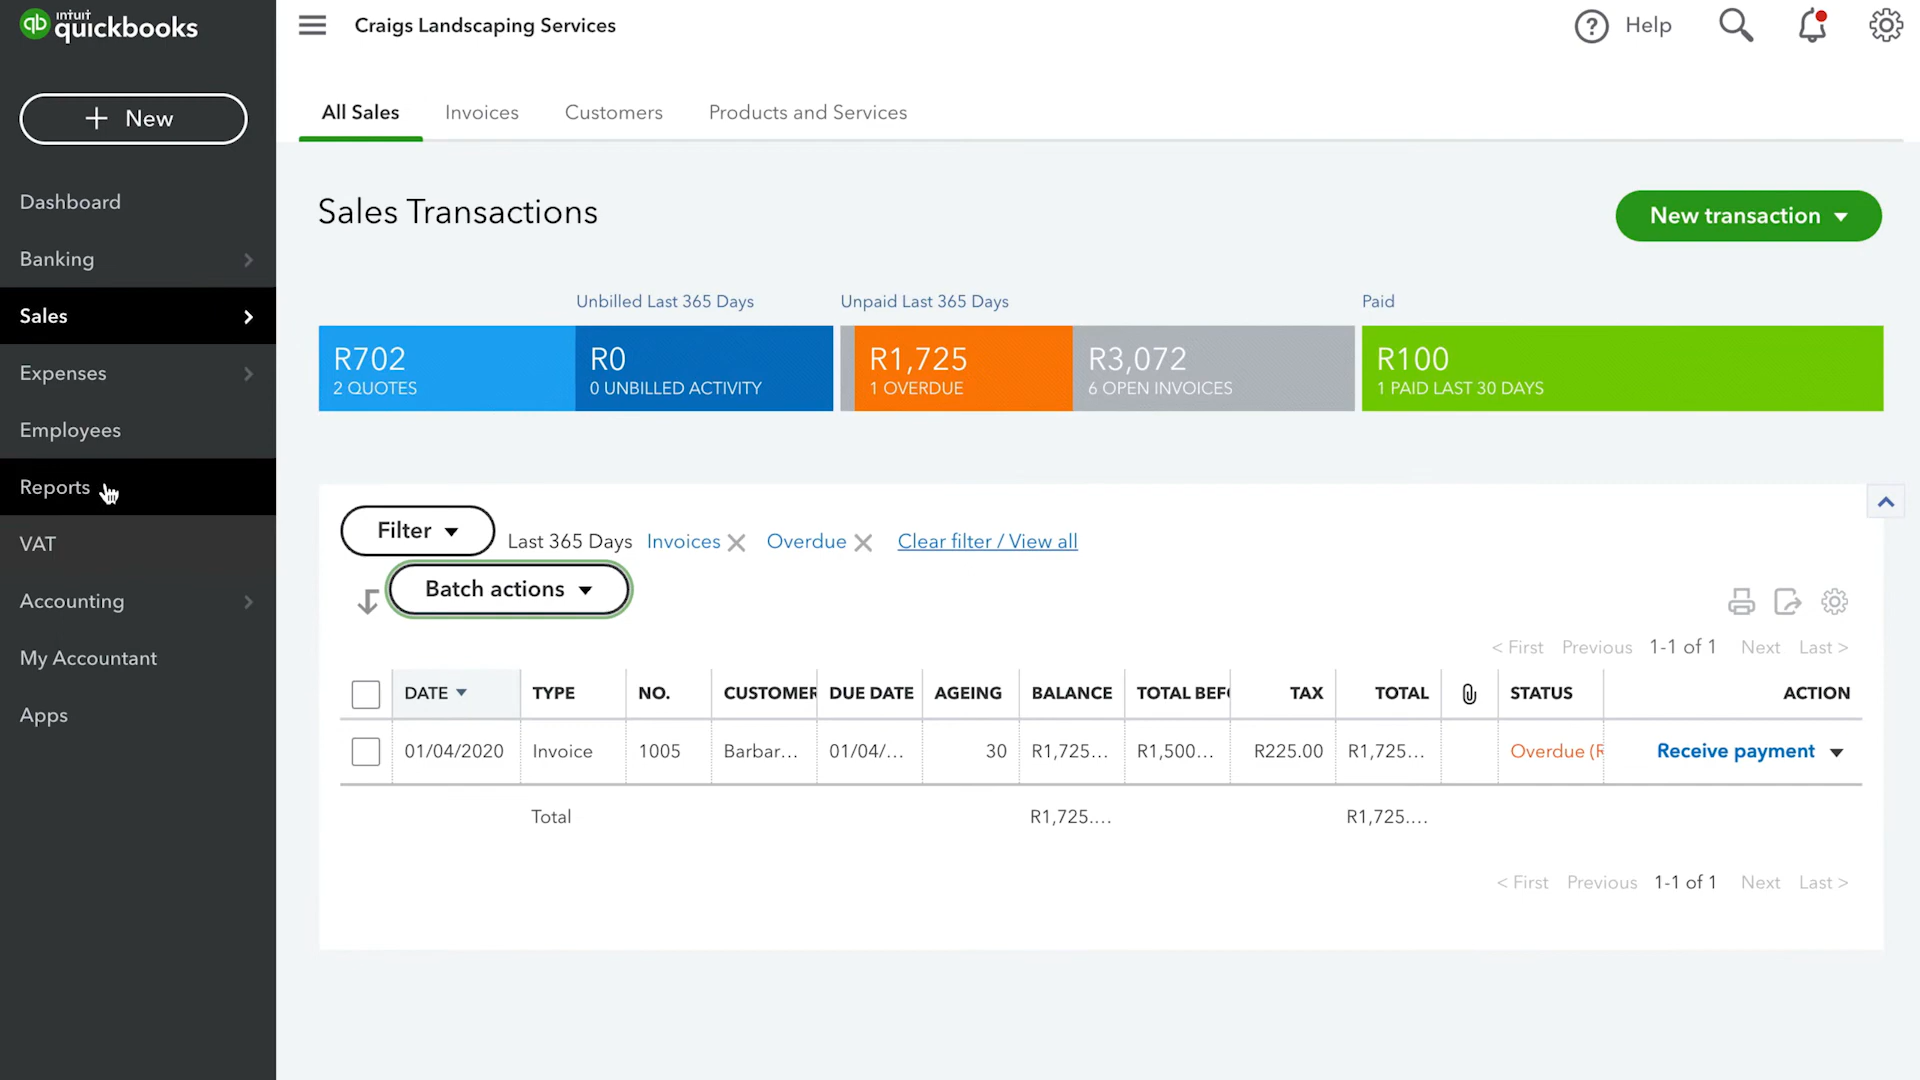 intuit
quickbooks
Craigs Landscaping Services
Help
New
All Sales
Invoices
Customers
Products and Services
Dashboard
Banking
Sales
Expenses
Employees
Reports
VAT
Accounting
My Accountant
Apps
Sales Transactions
New transaction
Unbilled Last 365 Days
Unpaid Last 365 Days
Paid
R702
2 QUOTES
R0
0 UNBILLED ACTIVITY
R1,725
1 OVERDUE
R3,072
6 OPEN INVOICES
R100
1 PAID LAST 30 DAYS
Filter
Last 365 Days
Invoices
Overdue
Clear filter / View all
Batch actions
< First Previous 1-1 of 1 Next Last >
DATE TYPE NO. CUSTOMER DUE DATE AGEING BALANCE TOTAL BEF TAX TOTAL STATUS ACTION
01/04/2020 Invoice 1005 Barbar... 01/04/... 30 R1,725... R1,500... R225.00 R1,725... Overdue (R Receive payment
Total R1,725.... R1,725....
< First Previous 1-1 of 1 Next Last >